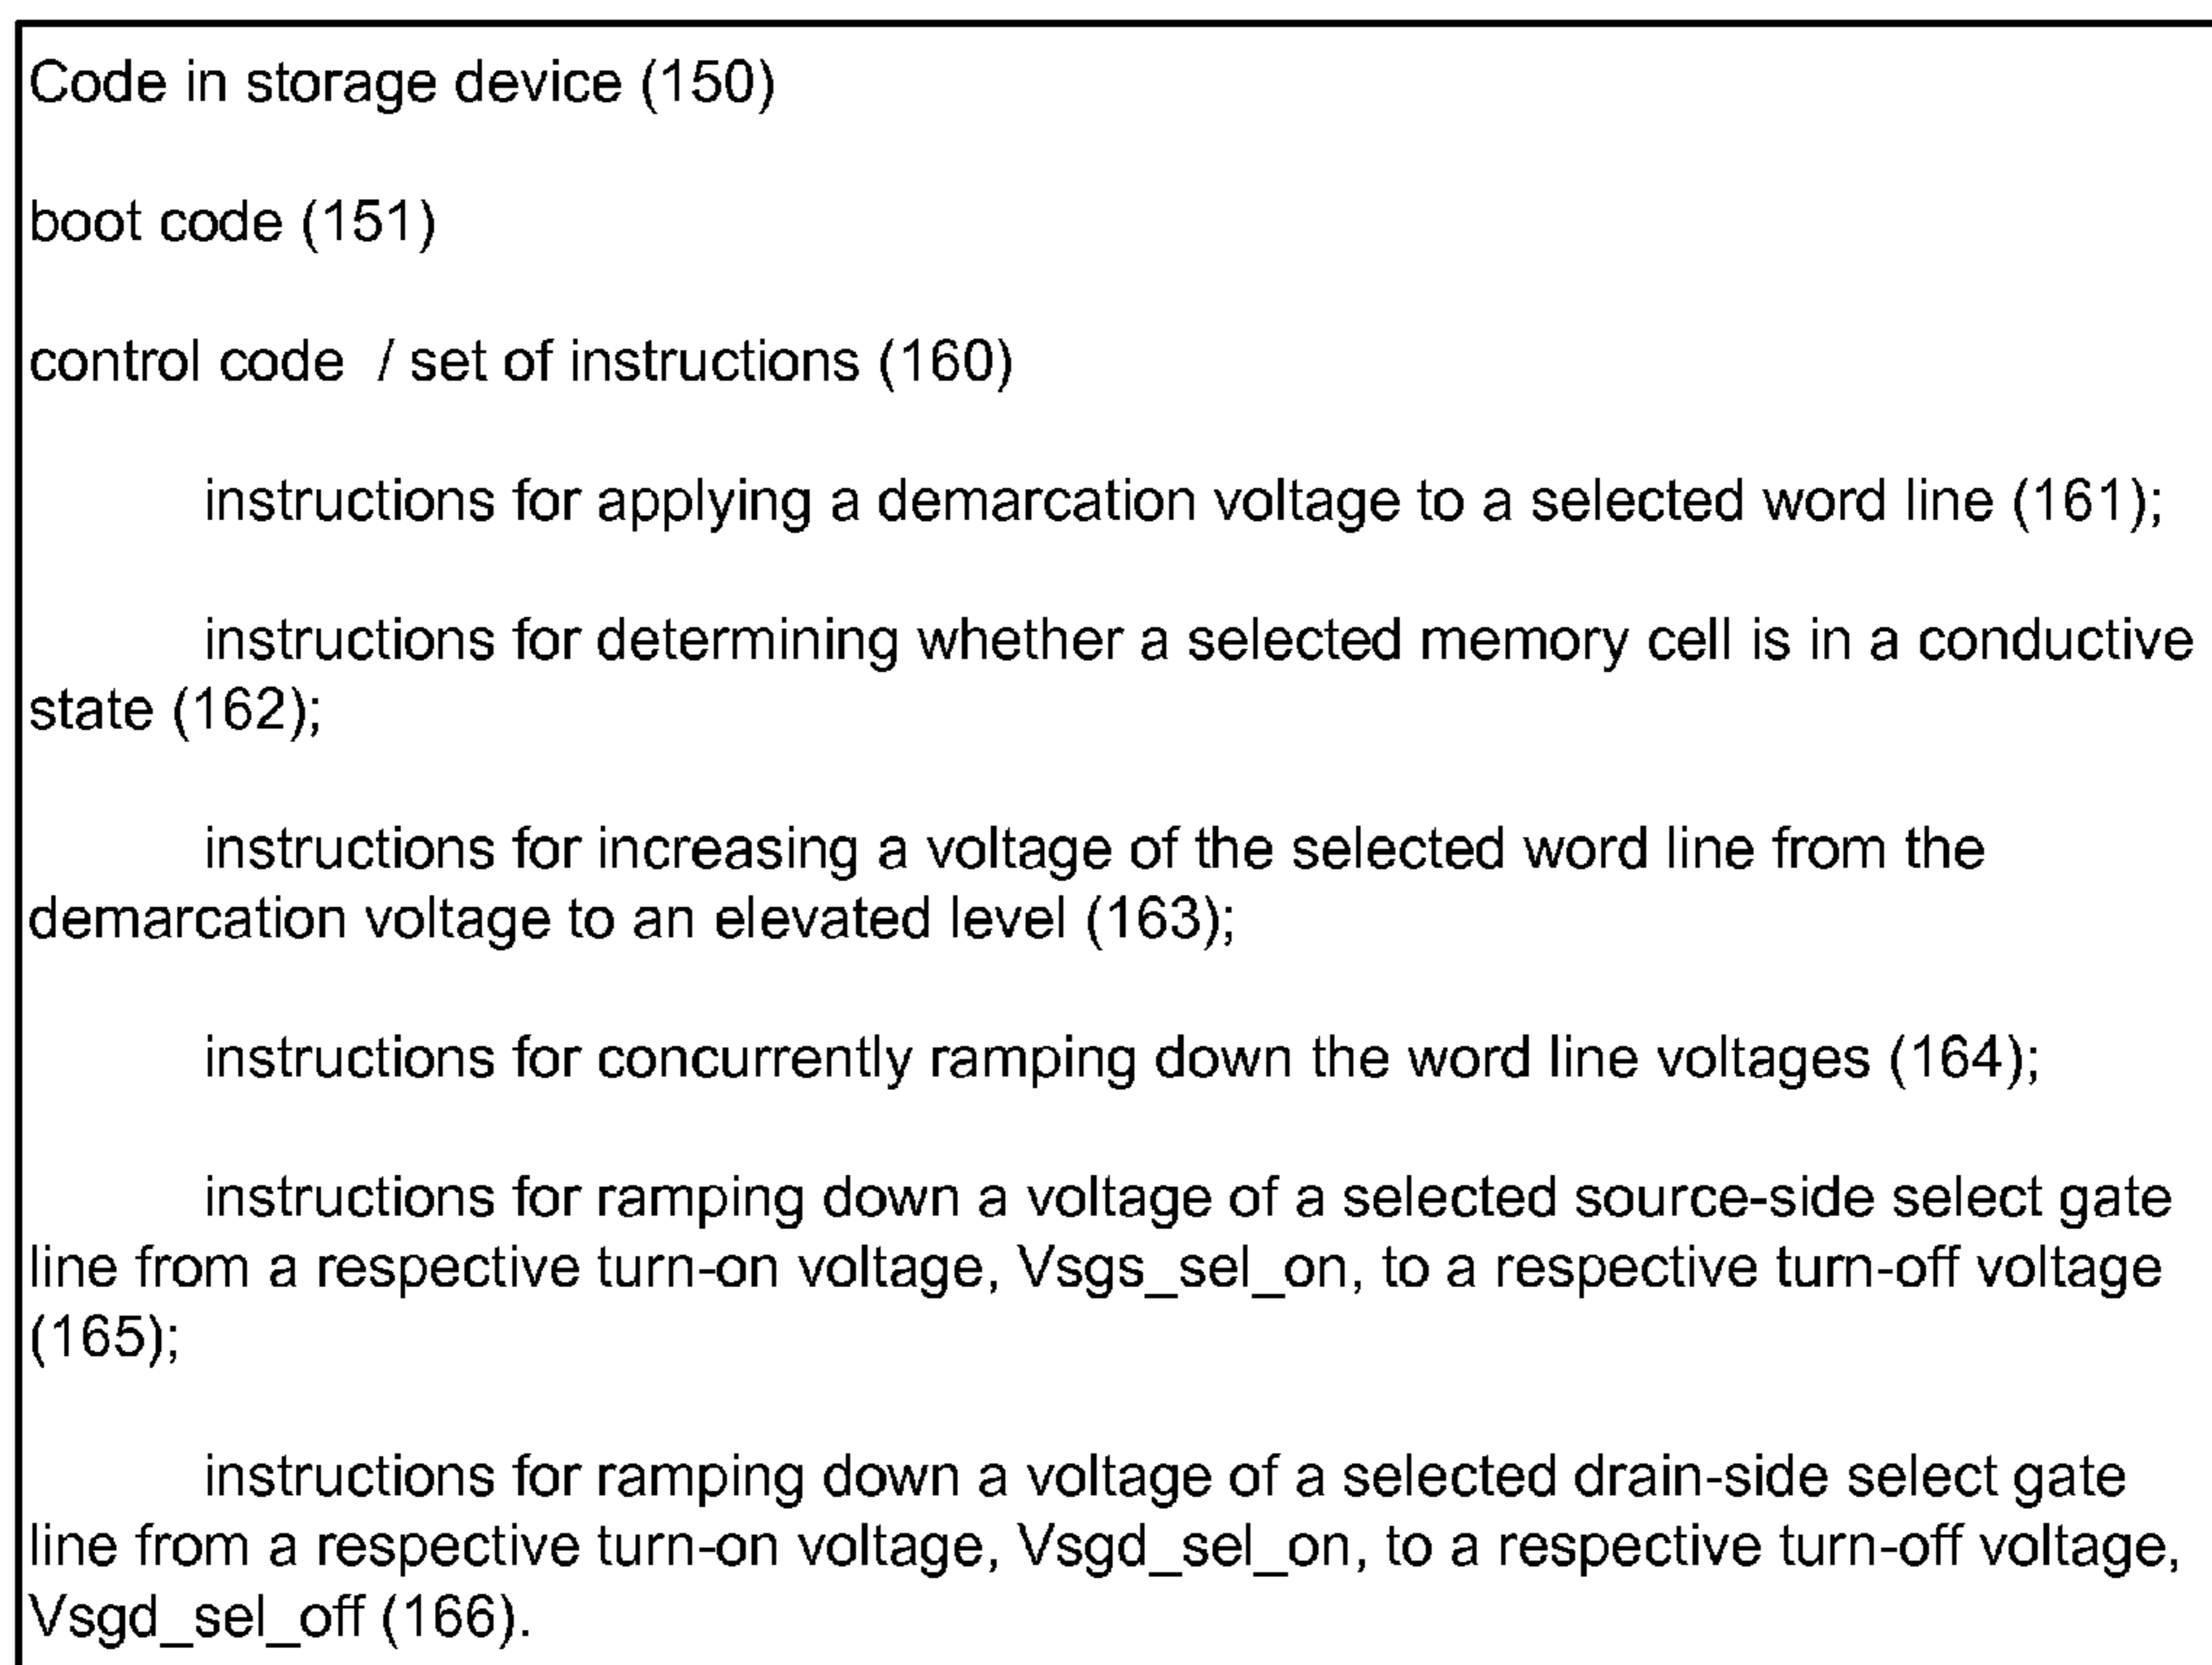 Code in storage device (150)
boot code (151)
control code / set of instructions (160)
instructions for applying a demarcation voltage to a selected word line (161);
instructions for determining whether a selected memory cell is in a conductive
state (162);
instructions for increasing a voltage of the selected word line from the
demarcation voltage to an elevated level (163);
instructions for concurrently ramping down the word line voltages (164);
instructions for ramping down a voltage of a selected source-side select gate
line from a respective turn-on voltage, Vsgs_sel_on, to a respective turn-off voltage
(165);
instructions for ramping down a voltage of a selected drain-side select gate
line from a respective turn-on voltage, Vsgd_sel_on, to a respective turn-off voltage,
Vsgd_sel_off (166).